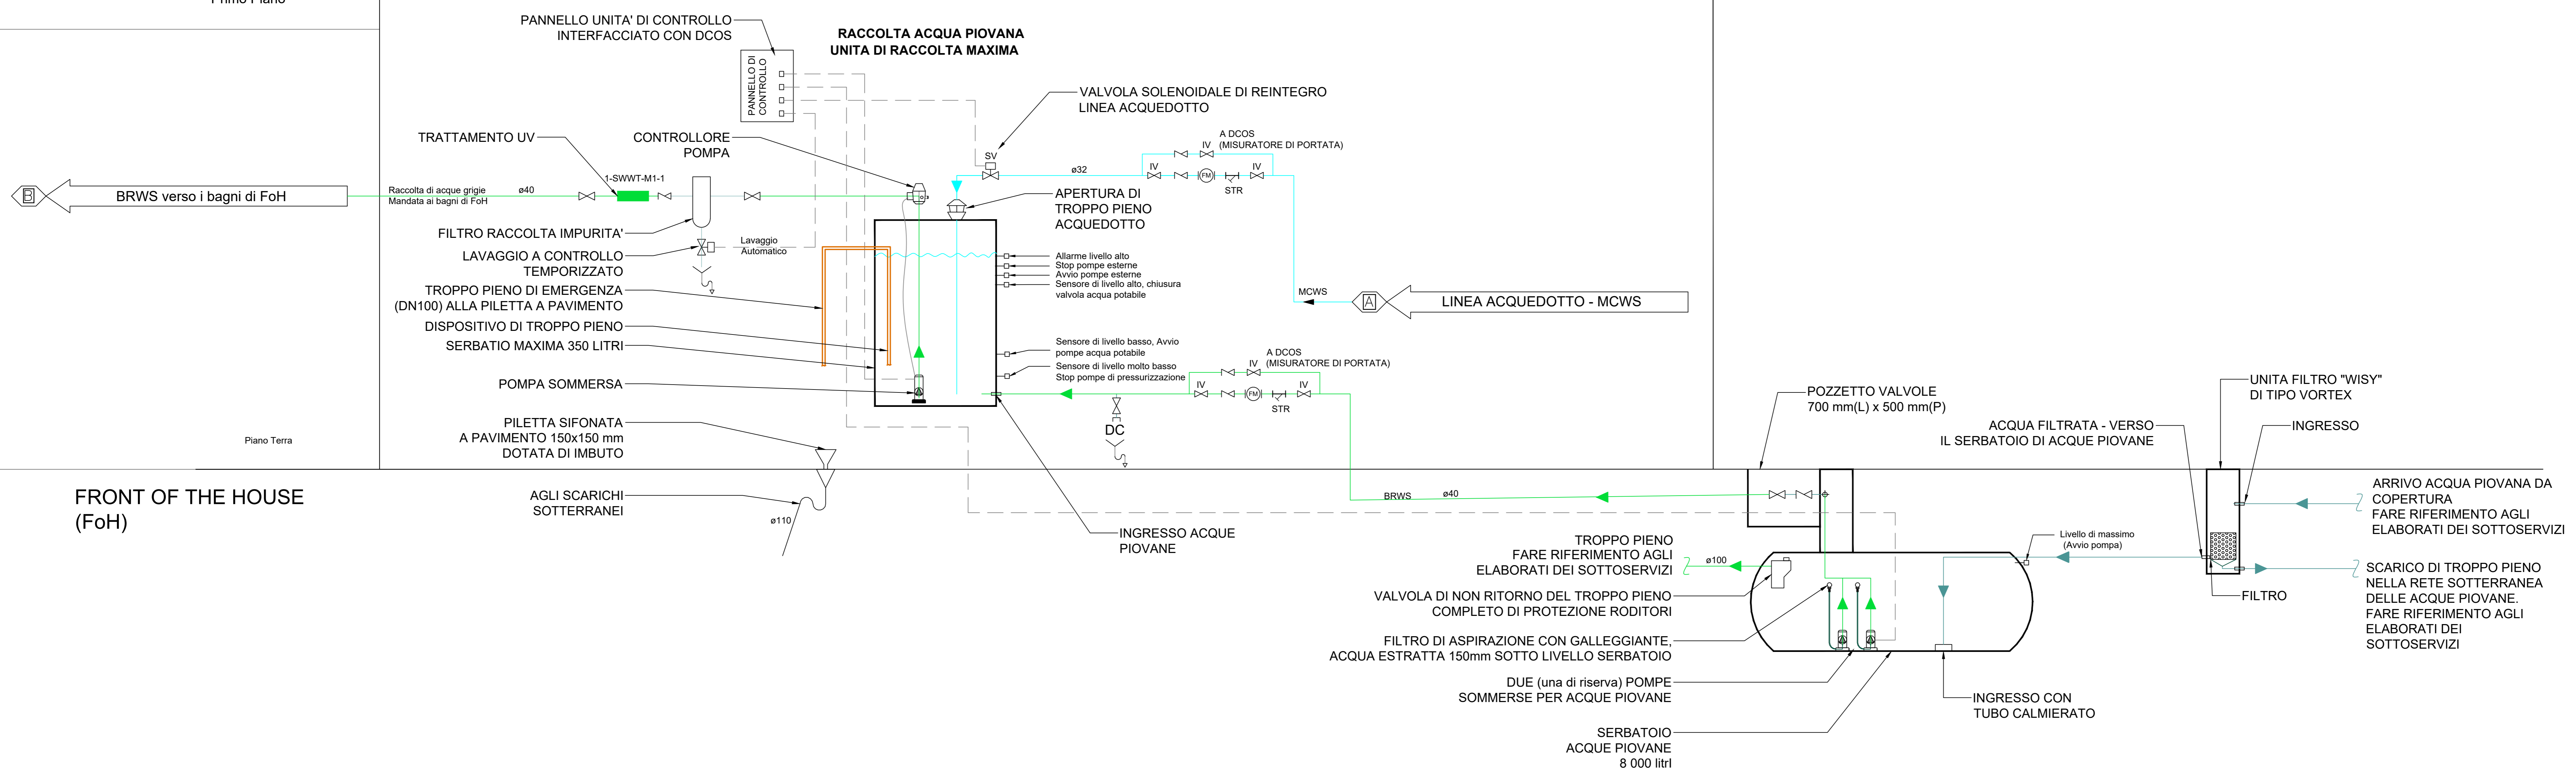 Primo Piano
PANNELLO UNITA' DI CONTROLLO
INTERFACCIATO CON DCOS
RACCOLTA ACQUA PIOVANA
UNITA DI RACCOLTA MAXIMA
PANNELLO DI
CONTROLLO
VALVOLA SOLENOIDALE DI REINTEGRO
LINEA ACQUEDOTTO
TRATTAMENTO UV
CONTROLLORE
POMPA
A DCOS
(MISURATORE DI PORTATA)
IV
SV
IV
FM
IV
STR
ø32
1-SWWT-M1-1
B
BRWS verso i bagni di FoH
Raccolta di acque grigie
Mandata ai bagni di FoH
ø40
APERTURA DI
TROPPO PIENO
ACQUEDOTTO
FILTRO RACCOLTA IMPURITA'
Lavaggio
Automatico
LAVAGGIO A CONTROLLO
TEMPORIZZATO
TROPPO PIENO DI EMERGENZA
(DN100) ALLA PILETTA A PAVIMENTO
DISPOSITIVO DI TROPPO PIENO
SERBATIO MAXIMA 350 LITRI
POMPA SOMMERSA
Allarme livello alto
Stop pompe esterne
Avvio pompe esterne
Sensore di livello alto, chiusura
valvola acqua potabile
MCWS
A
LINEA ACQUEDOTTO - MCWS
Sensore di livello basso, Avvio
pompe acqua potabile
Sensore di livello molto basso
Stop pompe di pressurizzazione
A DCOS
(MISURATORE DI PORTATA)
IV
IV
FM
IV
STR
DC
PILETTA SIFONATA
A PAVIMENTO 150x150 mm
DOTATA DI IMBUTO
Piano Terra
POZZETTO VALVOLE
700 mm(L) x 500 mm(P)
UNITA FILTRO "WISY"
DI TIPO VORTEX
ACQUA FILTRATA - VERSO
IL SERBATOIO DI ACQUE PIOVANE
INGRESSO
FRONT OF THE HOUSE
(FoH)
AGLI SCARICHI
SOTTERRANEI
ø110
INGRESSO ACQUE
PIOVANE
BRWS
ø40
ARRIVO ACQUA PIOVANA DA
COPERTURA
FARE RIFERIMENTO AGLI
ELABORATI DEI SOTTOSERVIZI
TROPPO PIENO
FARE RIFERIMENTO AGLI
ELABORATI DEI SOTTOSERVIZI
ø100
Livello di massimo
(Avvio pompa)
VALVOLA DI NON RITORNO DEL TROPPO PIENO
COMPLETO DI PROTEZIONE RODITORI
FILTRO
SCARICO DI TROPPO PIENO
NELLA RETE SOTTERRANEA
DELLE ACQUE PIOVANE.
FARE RIFERIMENTO AGLI
ELABORATI DEI
SOTTOSERVIZI
FILTRO DI ASPIRAZIONE CON GALLEGGIANTE,
ACQUA ESTRATTA 150mm SOTTO LIVELLO SERBATOIO
DUE (una di riserva) POMPE
SOMMERSE PER ACQUE PIOVANE
INGRESSO CON
TUBO CALMIERATO
SERBATOIO
ACQUE PIOVANE
8 000 litrI